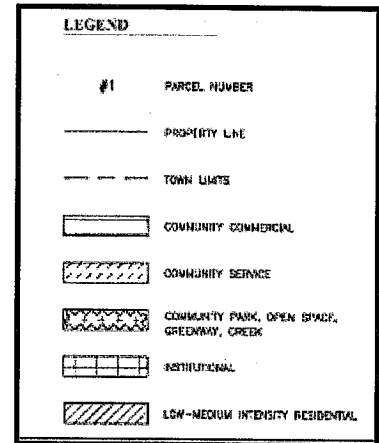 LEGEND
#1 PARCEL NUMBER
PROPERTY LINE
TOWN LIMITS
COMMUNITY COMMERCIAL
COMMUNITY SERVICE
COMMUNITY PARK, OPEN SPACE,
GREENWAY, CREEK
INSTITUTIONAL
LOW-MEDIUM INTENSITY RESIDENTIAL